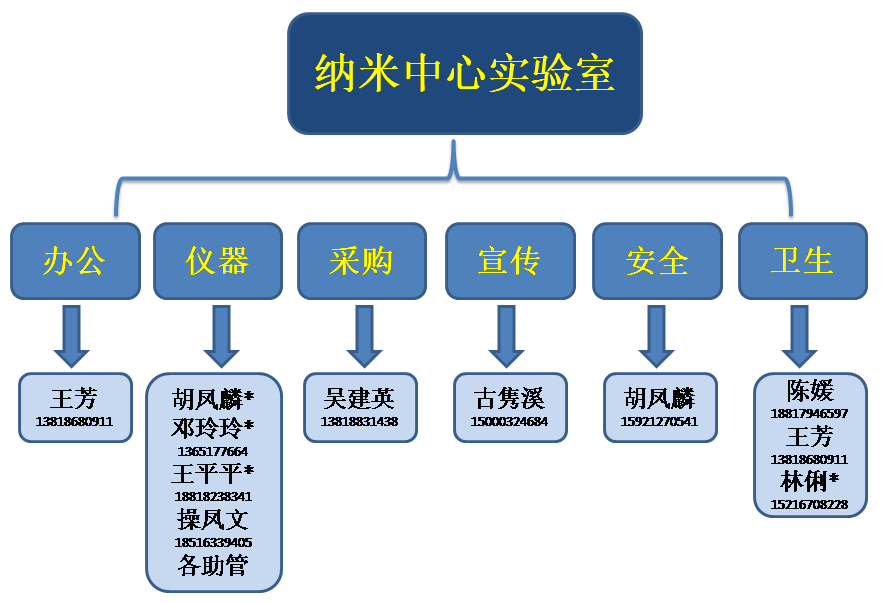 纳米中心实验室
办公
仪器
采购
宣传
安全
卫生
王芳
13818680911
胡凤麟*
邓玲玲*
1365177664
王平平*
18818238341
操凤文
18516339405
各助管
吴建英
13818831438
古隽溪
15000324684
胡凤麟
15921270541
陈媛
18817946597
王芳
13818680911
林俐*
15216708228